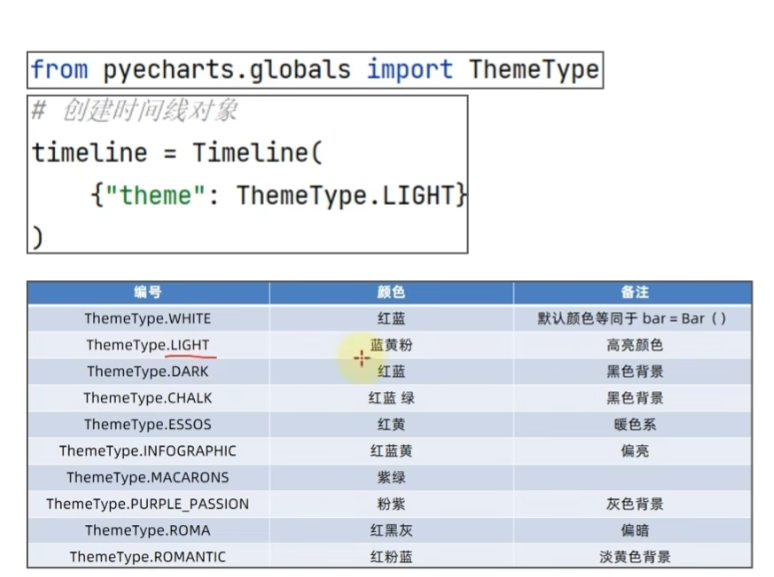 from pyecharts.globals import ThemeType
# 创建时间线对象
timeline = Timeline(
    {"theme": ThemeType.LIGHT}
)
编号 颜色 备注
ThemeType.WHITE 红蓝 默认颜色等同于 bar = Bar（）
ThemeType.LIGHT 蓝黄粉 高亮颜色
ThemeType.DARK 红蓝 黑色背景
ThemeType.CHALK 红蓝 绿 黑色背景
ThemeType.ESSOS 红黄 暖色系
ThemeType.INFOGRAPHIC 红蓝黄 偏亮
ThemeType.MACARONS 紫绿
ThemeType.PURPLE_PASSION 粉紫 灰色背景
ThemeType.ROMA 红黑灰 偏暗
ThemeType.ROMANTIC 红粉蓝 淡黄色背景